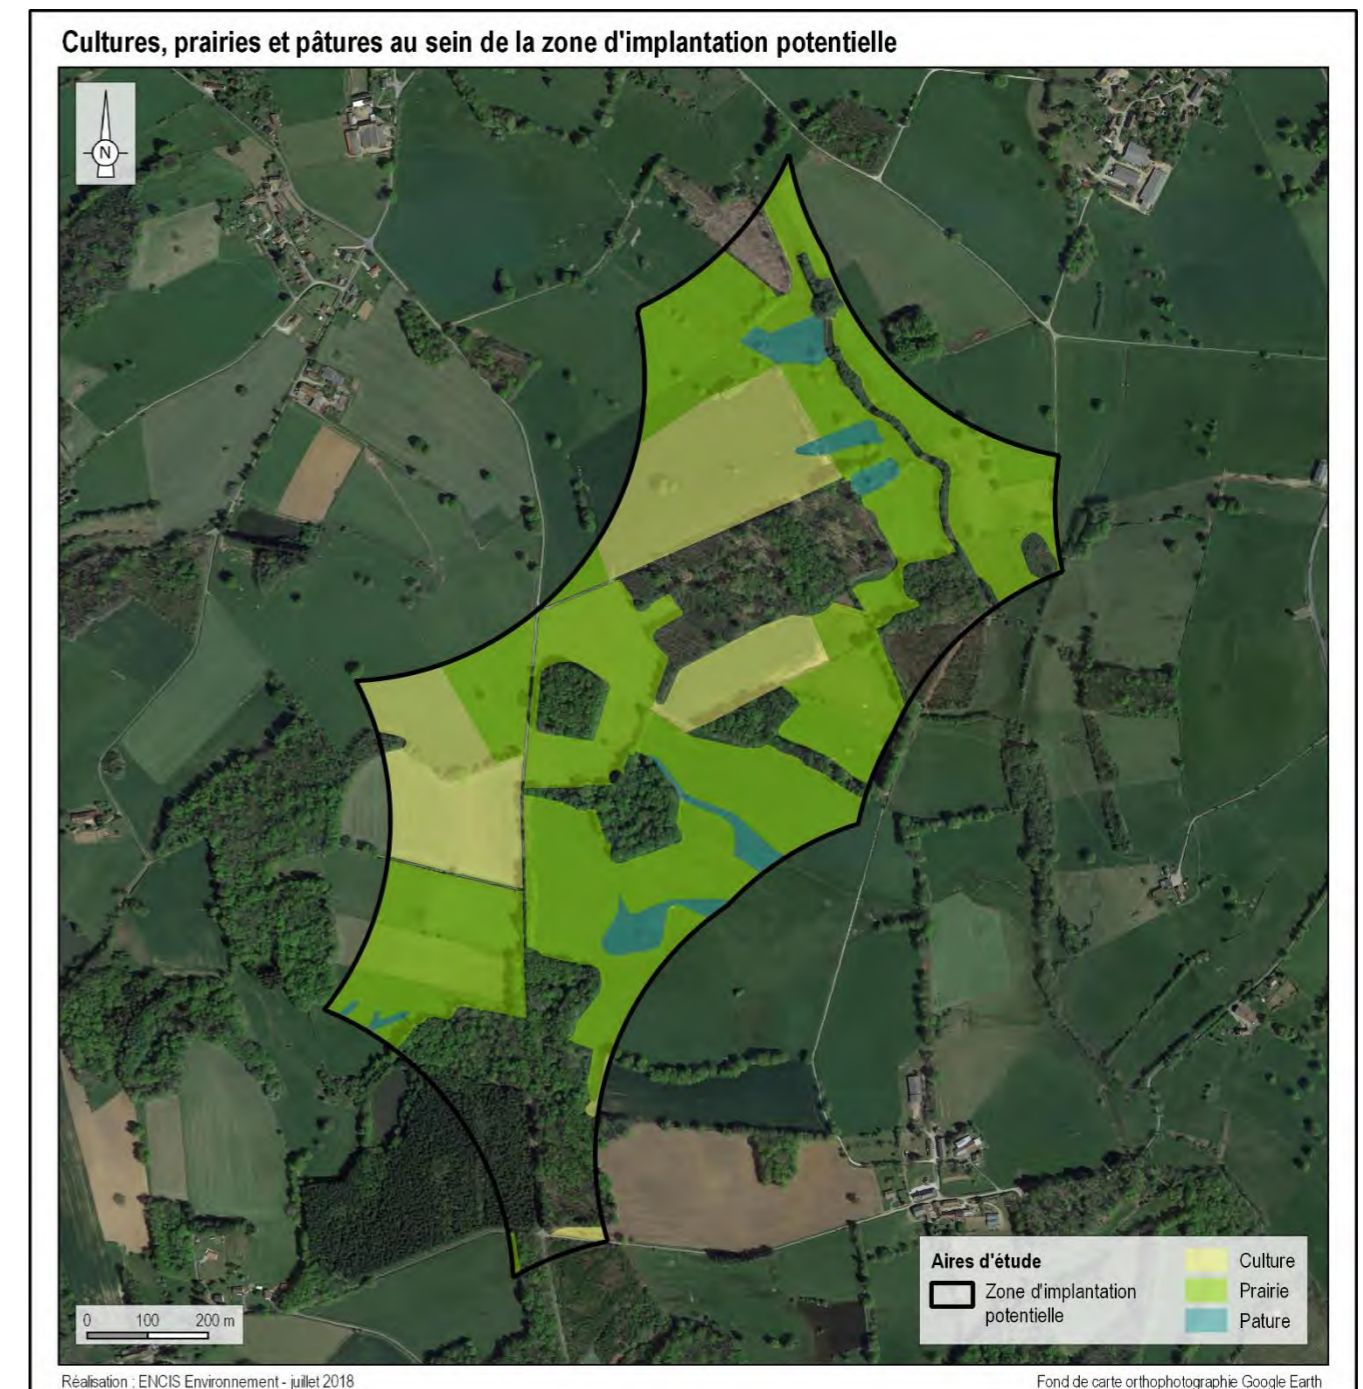 Cultures, prairies et pâtures au sein de la zone d'implantation potentielle
N
Aires d'étude
Zone d'implantation
potentielle
Culture
Prairie
Pature
0 100 200 m
Réalisation : ENCIS Environnement - juillet 2018
Fond de carte orthophotographie Google Earth